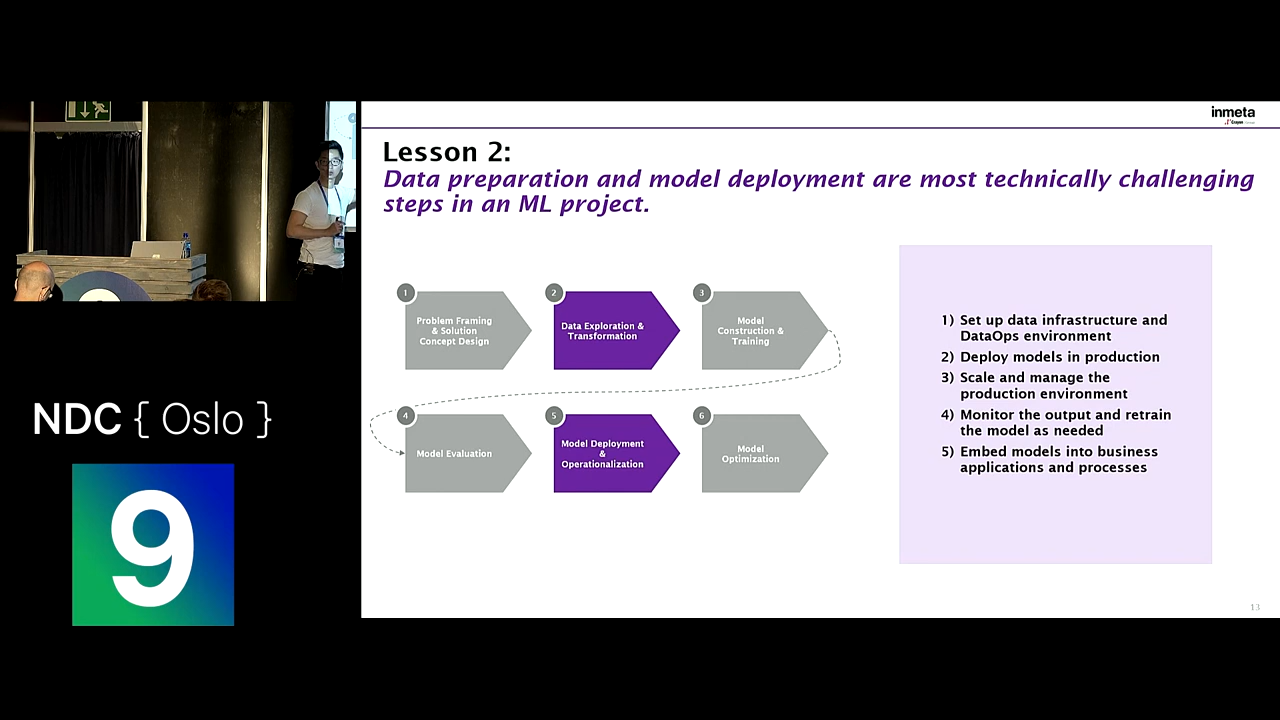 inmeta
Crayon
Lesson 2:
Data preparation and model deployment are most technically challenging
steps in an ML project.
1
Problem Framing
& Solution
Concept Design
2
Data Exploration &
Transformation
3
Model
Construction &
Training
4
Model Evaluation
5
Model Deployment
&
Operationalization
6
Model
Optimization
1) Set up data infrastructure and
DataOps environment
2) Deploy models in production
3) Scale and manage the
production environment
4) Monitor the output and retrain
the model as needed
5) Embed models into business
applications and processes
NDC { Oslo }
9
13